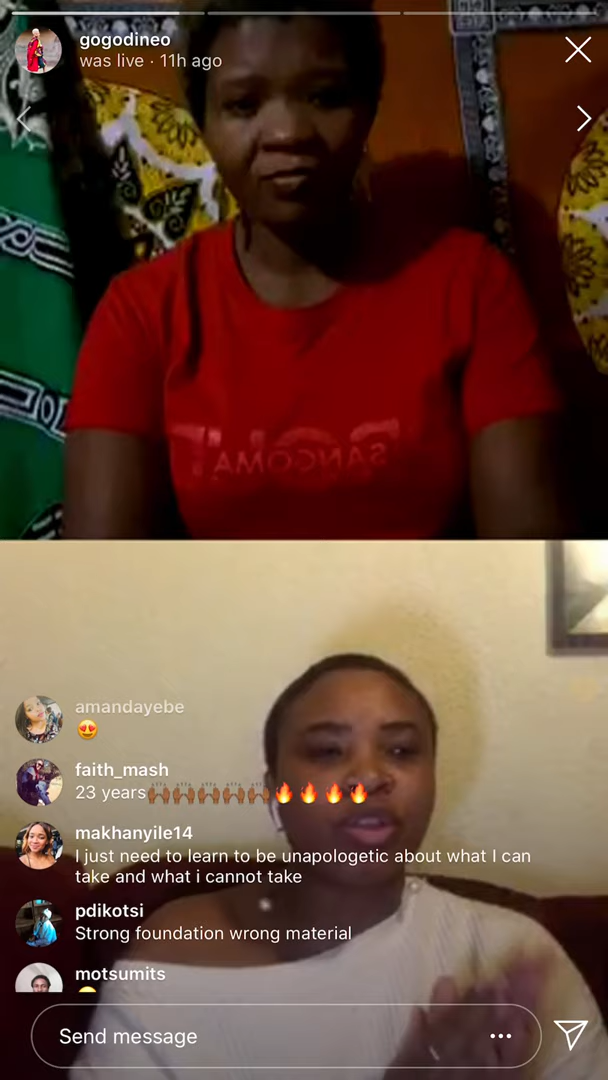 gogodineo
was live · 11h ago
SANGOMA
amandayebe
😍
faith_mash
23 years🙌🏾🙌🏾🙌🏾🙌🏾🙌🏾🔥🔥🔥🔥
makhanyile14
I just need to learn to be unapologetic about what I can
take and what i cannot take
pdikotsi
Strong foundation wrong material
motsumits
Send message